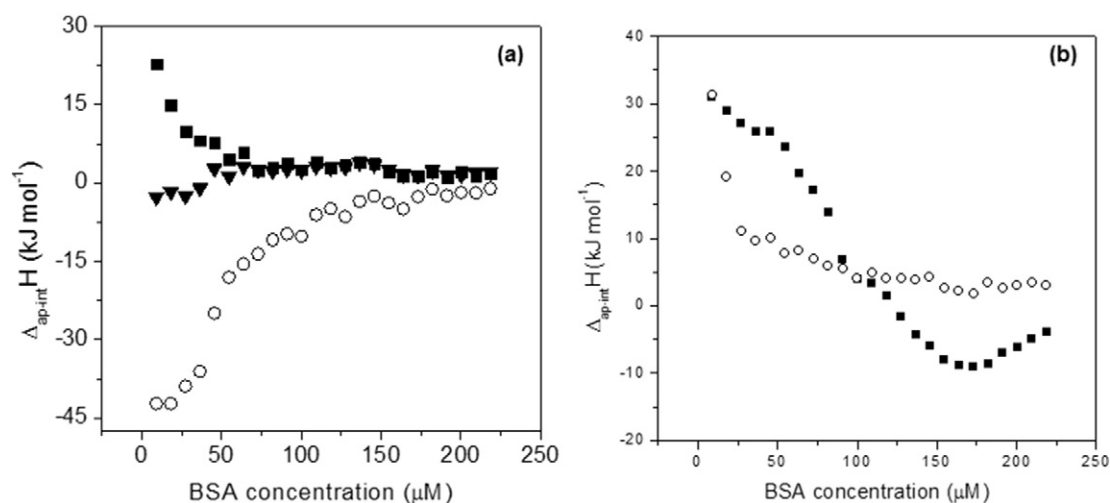 (a)
30
15
0
-15
-30
-45
Δap-intH (kJ mol-1)
0 50 100 150 200 250
BSA concentration (μM)
(b)
40
30
20
10
0
-10
-20
Δap-intH (kJ mol-1)
0 50 100 150 200 250
BSA concentration (μM)